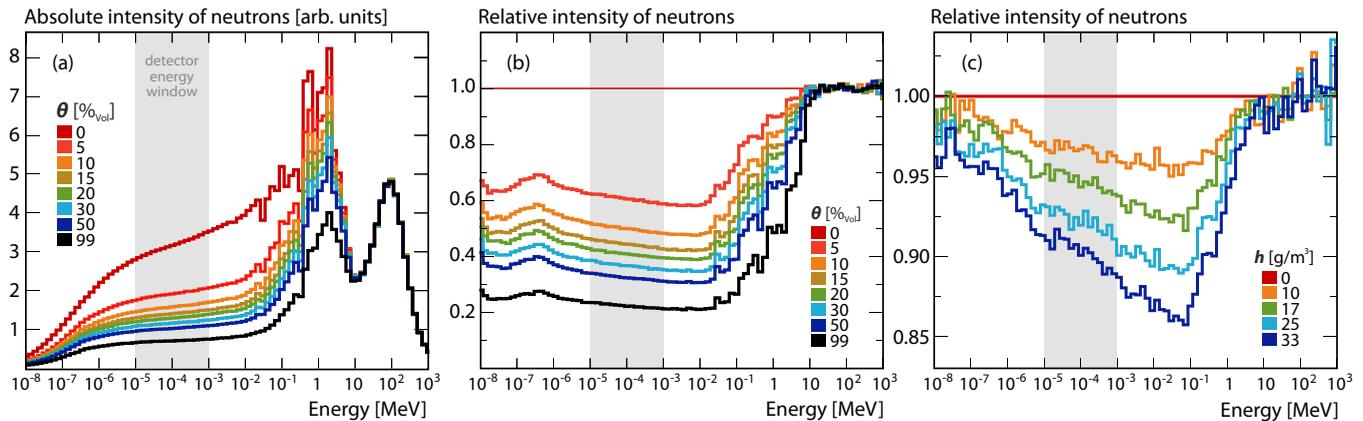 Absolute intensity of neutrons [arb. units]
(a)
detector
energy
window
θ [%Vol]
0
5
10
15
20
30
50
99
8
7
6
5
4
3
2
1
10⁻⁸ 10⁻⁷ 10⁻⁶ 10⁻⁵ 10⁻⁴ 10⁻³ 10⁻² 10⁻¹ 1 10 10² 10³
Energy [MeV]
Relative intensity of neutrons
(b)
1.0
0.8
0.6
0.4
0.2
θ [%Vol]
0
5
10
15
20
30
50
99
10⁻⁸ 10⁻⁷ 10⁻⁶ 10⁻⁵ 10⁻⁴ 10⁻³ 10⁻² 10⁻¹ 1 10 10² 10³
Energy [MeV]
Relative intensity of neutrons
(c)
1.00
0.95
0.90
0.85
h [g/m³]
0
10
17
25
33
10⁻⁸ 10⁻⁷ 10⁻⁶ 10⁻⁵ 10⁻⁴ 10⁻³ 10⁻² 10⁻¹ 1 10 10² 10³
Energy [MeV]